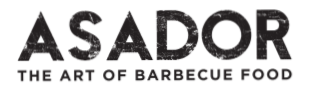 ASADOR
THE ART OF BARBECUE FOOD